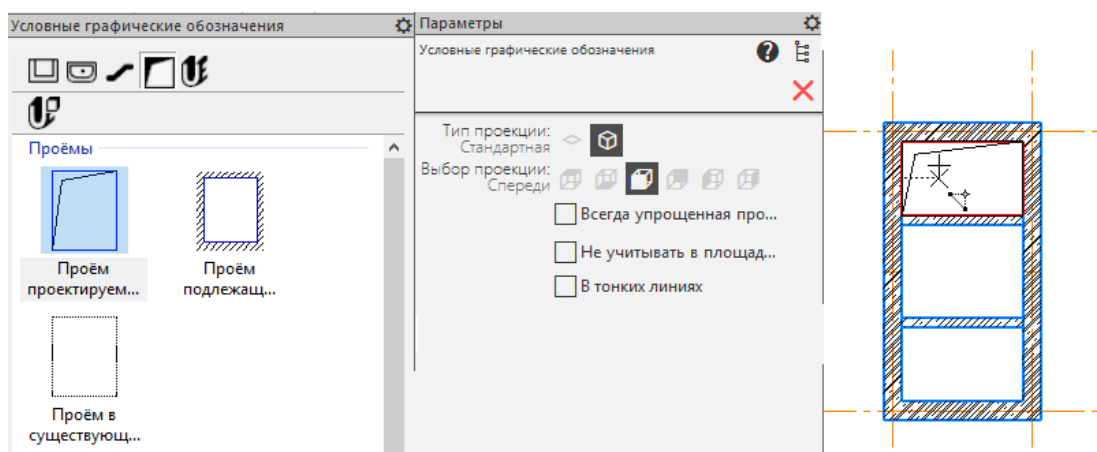 Условные графические обозначения
Проёмы
Проём
проектируем...
Проём
подлежащ...
Проём в
существующ...
Параметры
Условные графические обозначения
Тип проекции:
Стандартная
Выбор проекции:
Спереди
Всегда упрощенная про...
Не учитывать в площад...
В тонких линиях